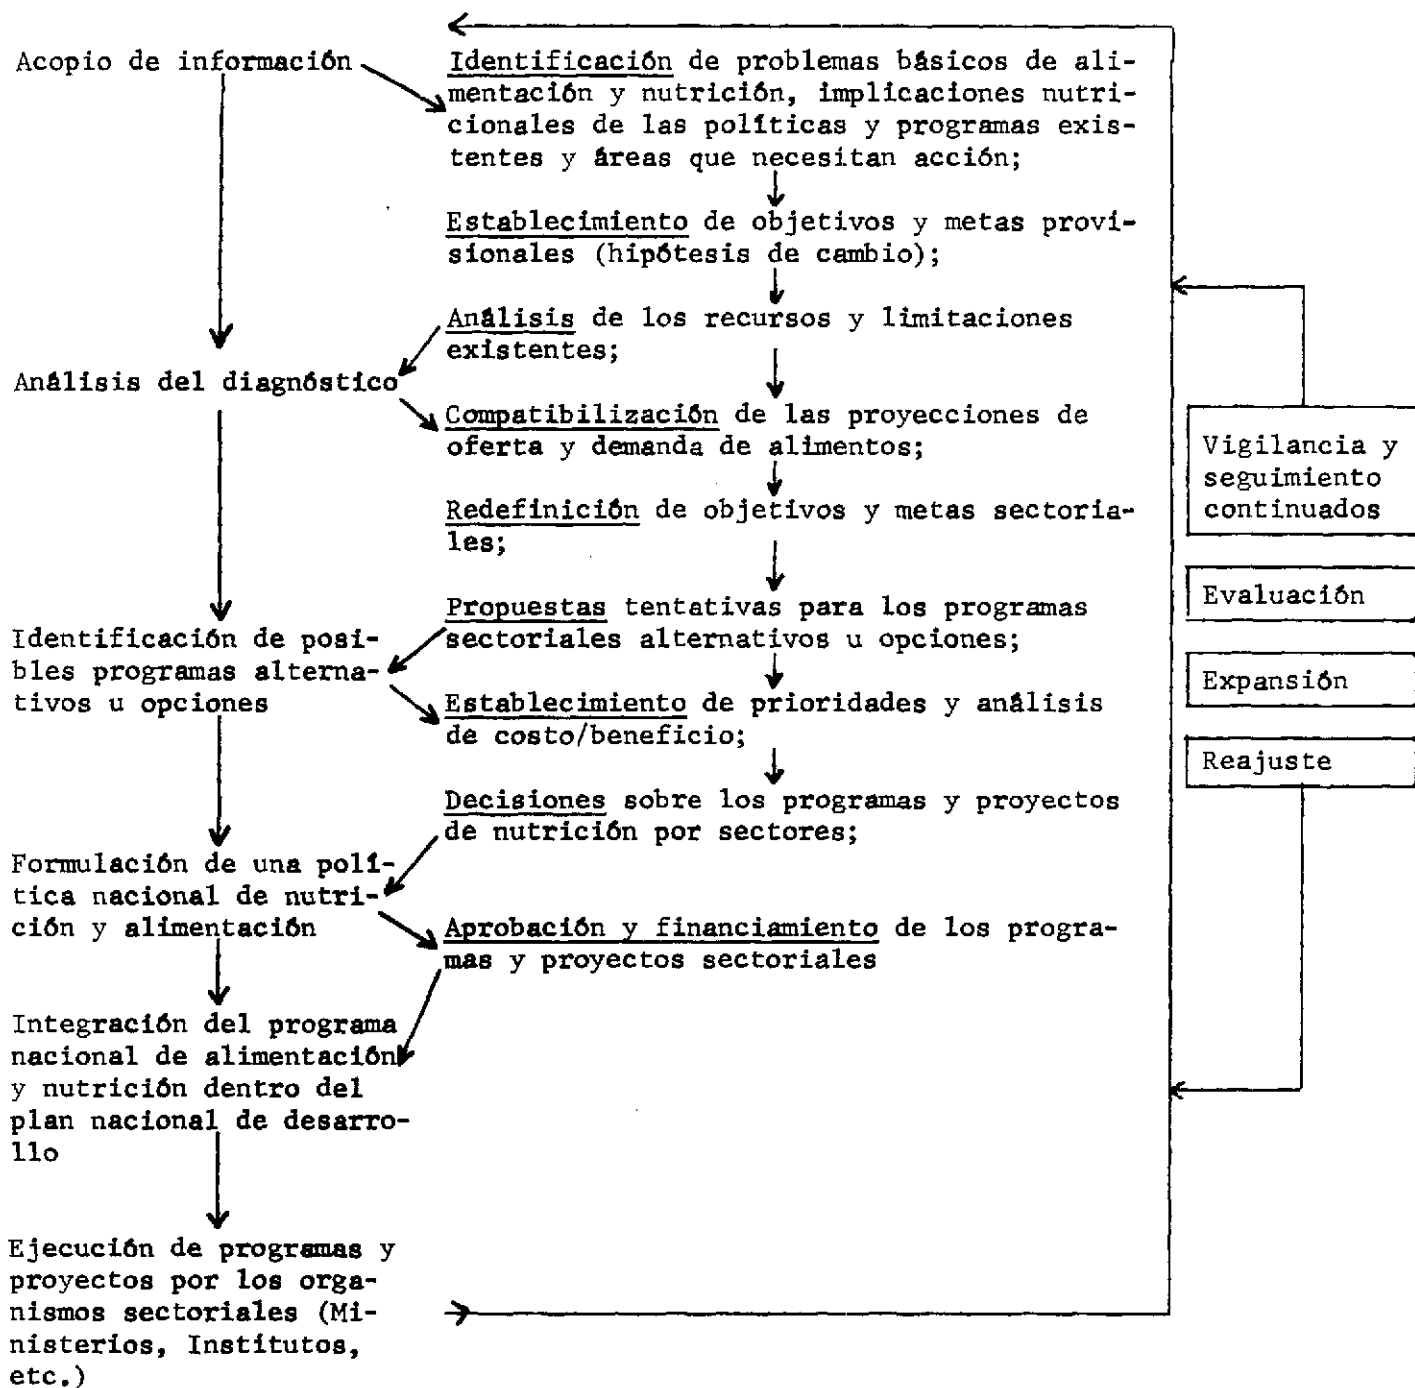 Acopio de información
Identificación de problemas básicos de ali-
mentación y nutrición, implicaciones nutri-
cionales de las políticas y programas exis-
tentes y áreas que necesitan acción;
Establecimiento de objetivos y metas provi-
sionales (hipótesis de cambio);
Análisis de los recursos y limitaciones
existentes;
Análisis del diagnóstico
Compatibilización de las proyecciones de
oferta y demanda de alimentos;
Redefinición de objetivos y metas sectoria-
les;
Propuestas tentativas para los programas
sectoriales alternativos u opciones;
Identificación de posi-
bles programas alterna-
tivos u opciones
Establecimiento de prioridades y análisis
de costo/beneficio;
Decisiones sobre los programas y proyectos
de nutrición por sectores;
Formulación de una polí-
tica nacional de nutri-
ción y alimentación
Aprobación y financiamiento de los progra-
mas y proyectos sectoriales
Integración del programa
nacional de alimentación
y nutrición dentro del
plan nacional de desarro-
llo
Ejecución de programas y
proyectos por los orga-
nismos sectoriales (Mi-
nisterios, Institutos,
etc.)
Vigilancia y
seguimiento
continuados
Evaluación
Expansión
Reajuste